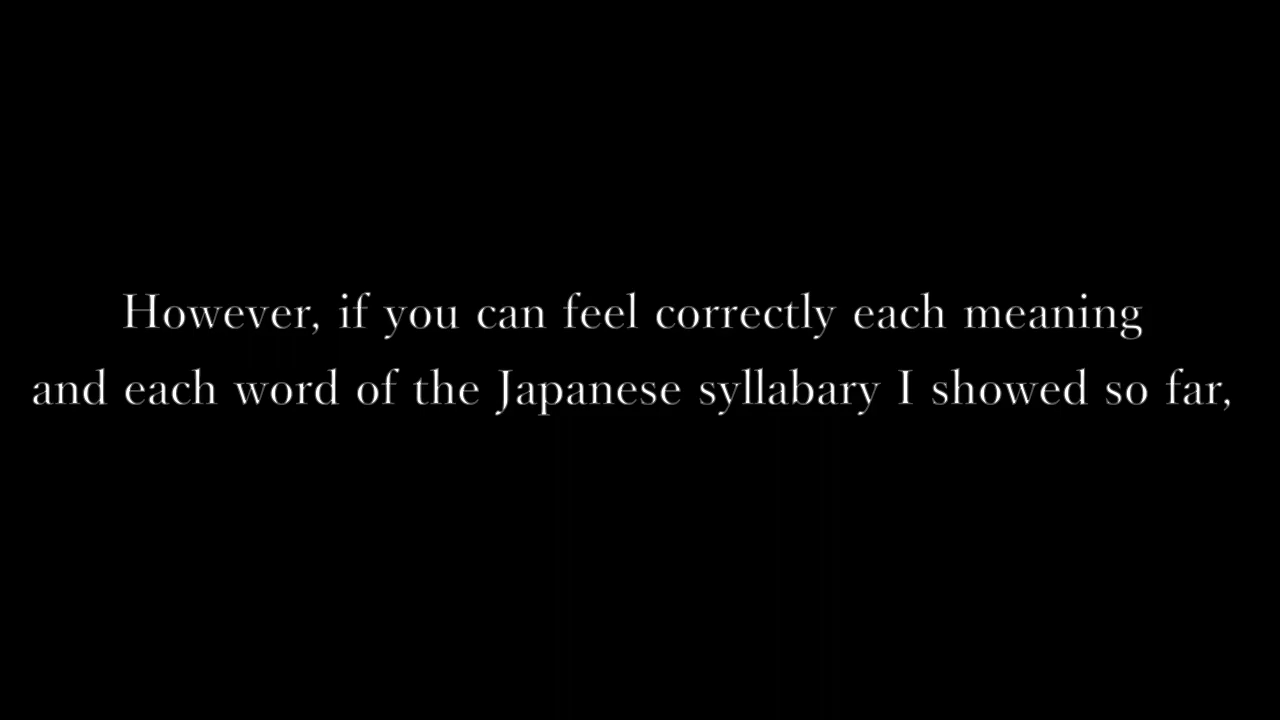 However, if you can feel correctly each meaning
and each word of the Japanese syllabary I showed so far,